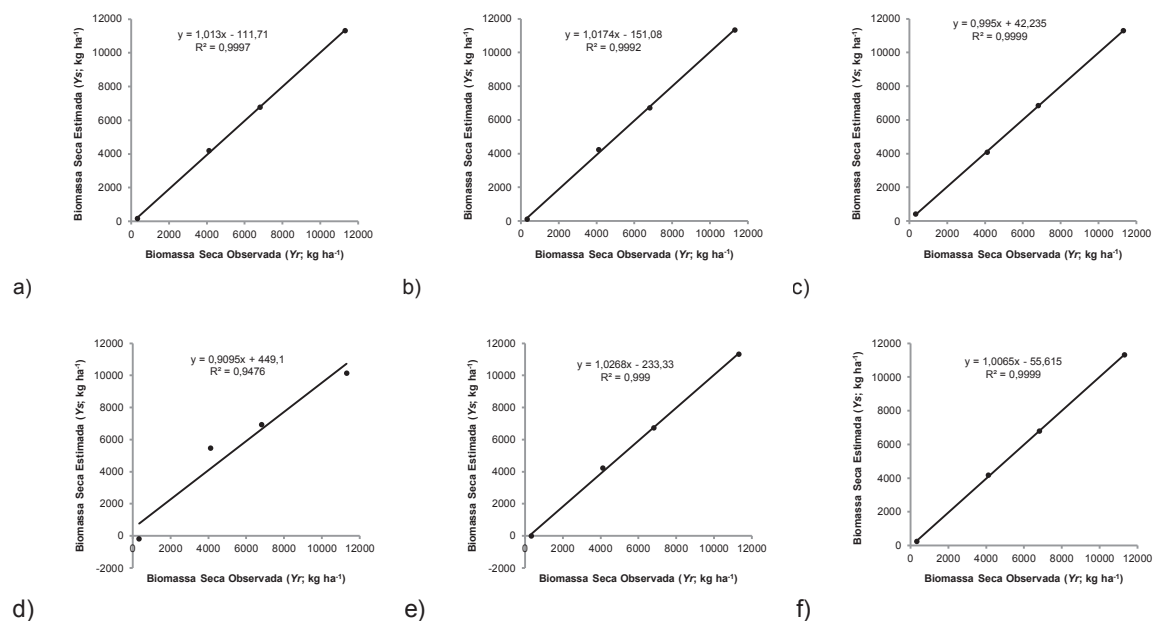 Biomassa Seca Estimada (Ys; kg ha-1)
12000
10000
8000
6000
4000
2000
0
y = 1,013x - 111,71
R² = 0,9997
0 2000 4000 6000 8000 10000 12000
Biomassa Seca Observada (Yr; kg ha-1)
a)
Biomassa Seca Estimada (Ys; kg ha-1)
12000
10000
8000
6000
4000
2000
0
y = 1,0174x - 151,08
R² = 0,9992
0 2000 4000 6000 8000 10000 12000
Biomassa Seca Observada (Yr; kg ha-1)
b)
Biomassa Seca Estimada (Ys; kg ha-1)
12000
10000
8000
6000
4000
2000
0
y = 0,995x + 42,235
R² = 0,9999
0 2000 4000 6000 8000 10000 12000
Biomassa Seca Observada (Yr; kg ha-1)
c)
Biomassa Seca Estimada (Ys; kg ha-1)
12000
10000
8000
6000
4000
2000
0
-2000
y = 0,9095x + 449,1
R² = 0,9476
0 2000 4000 6000 8000 10000 12000
Biomassa Seca Observada (Yr; kg ha-1)
d)
Biomassa Seca Estimada (Ys; kg ha-1)
12000
10000
8000
6000
4000
2000
0
-2000
y = 1,0268x - 233,33
R² = 0,999
0 2000 4000 6000 8000 10000 12000
Biomassa Seca Observada (Yr; kg ha-1)
e)
Biomassa Seca Estimada (Ys; kg ha-1)
12000
10000
8000
6000
4000
2000
0
y = 1,0065x - 55,615
R² = 0,9999
0 2000 4000 6000 8000 10000 12000
Biomassa Seca Observada (Yr; kg ha-1)
f)